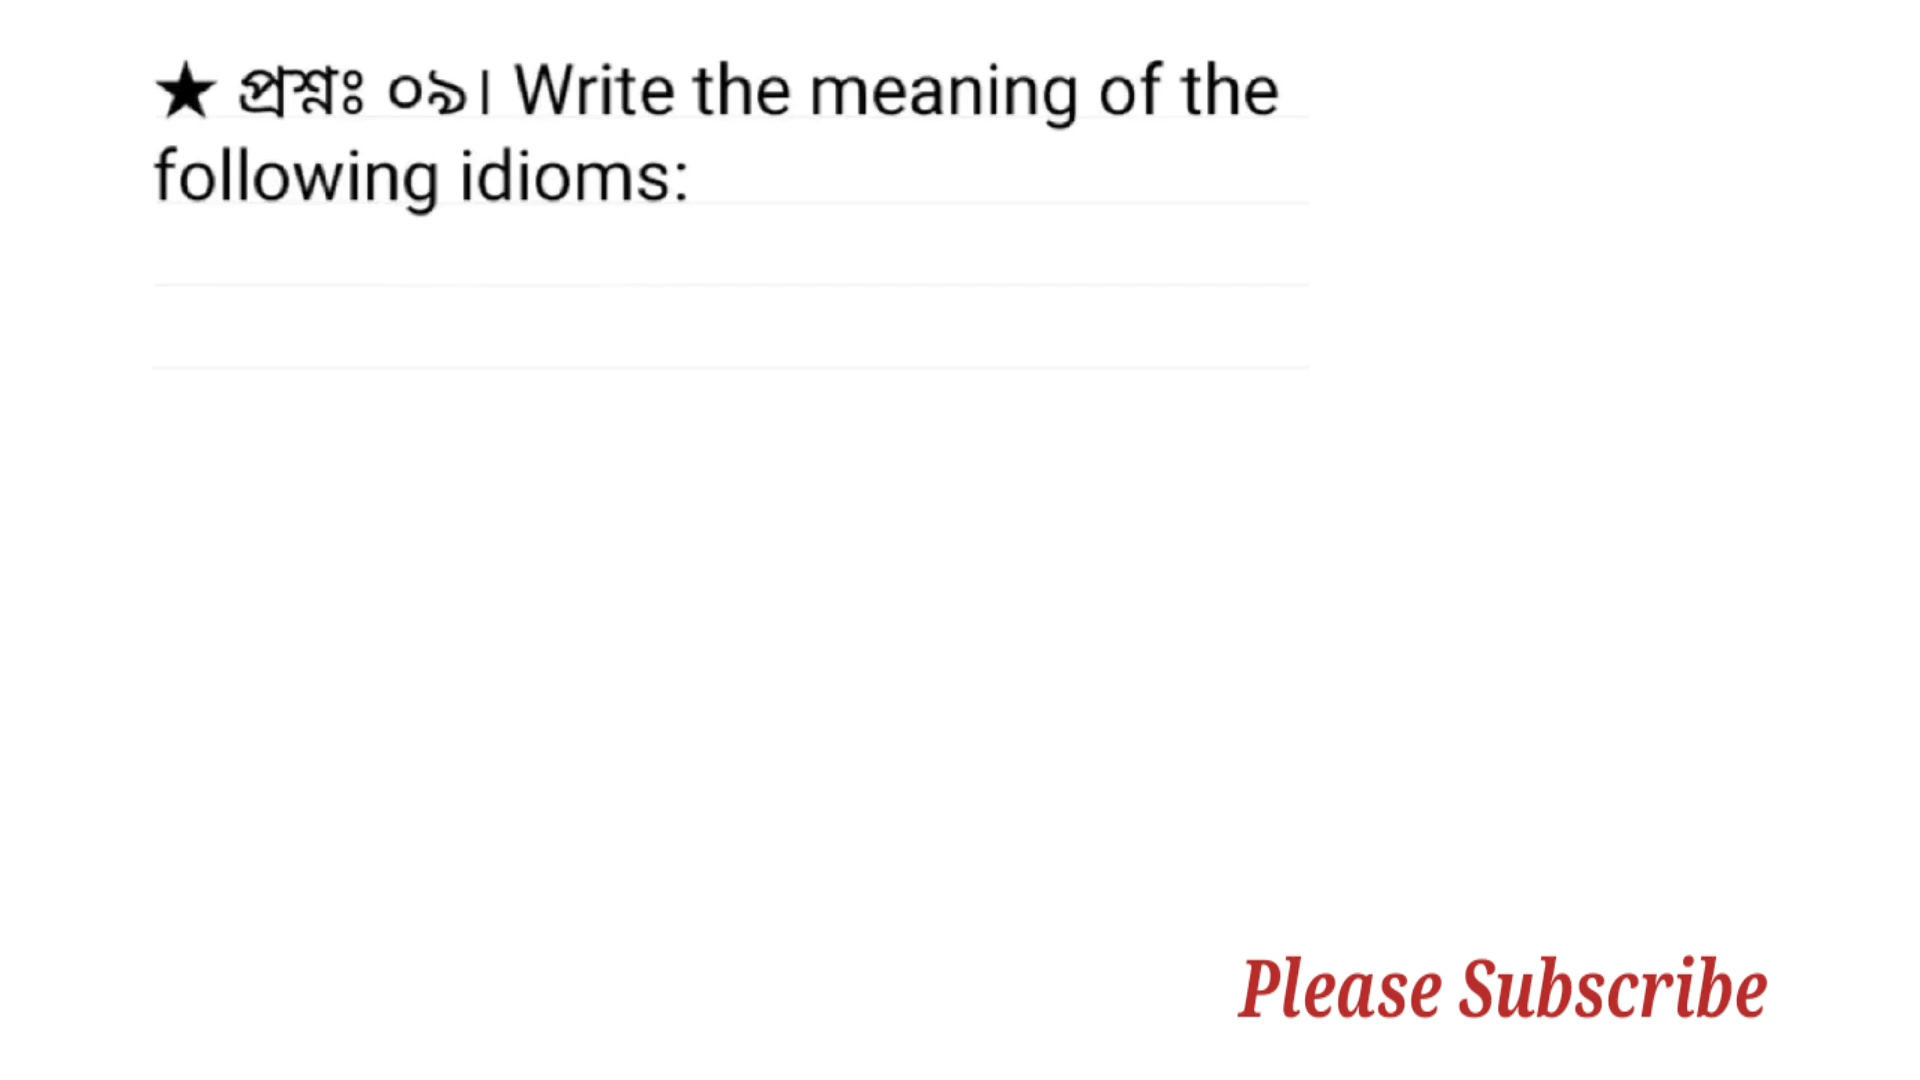 ★ প্রশ্নঃ ০৯। Write the meaning of the
following idioms:
Please Subscribe